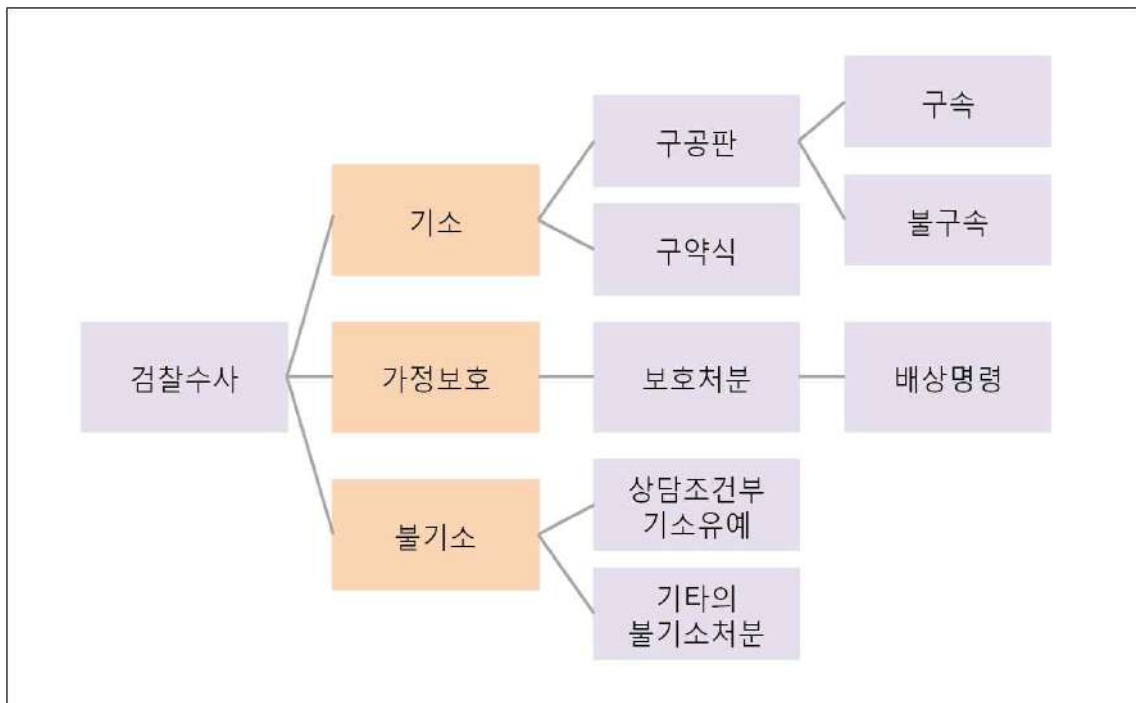 구속
구공판
기소
불구속
구약식
검찰수사
가정보호
보호처분
배상명령
상담조건부
기소유예
불기소
기타의
불기소처분